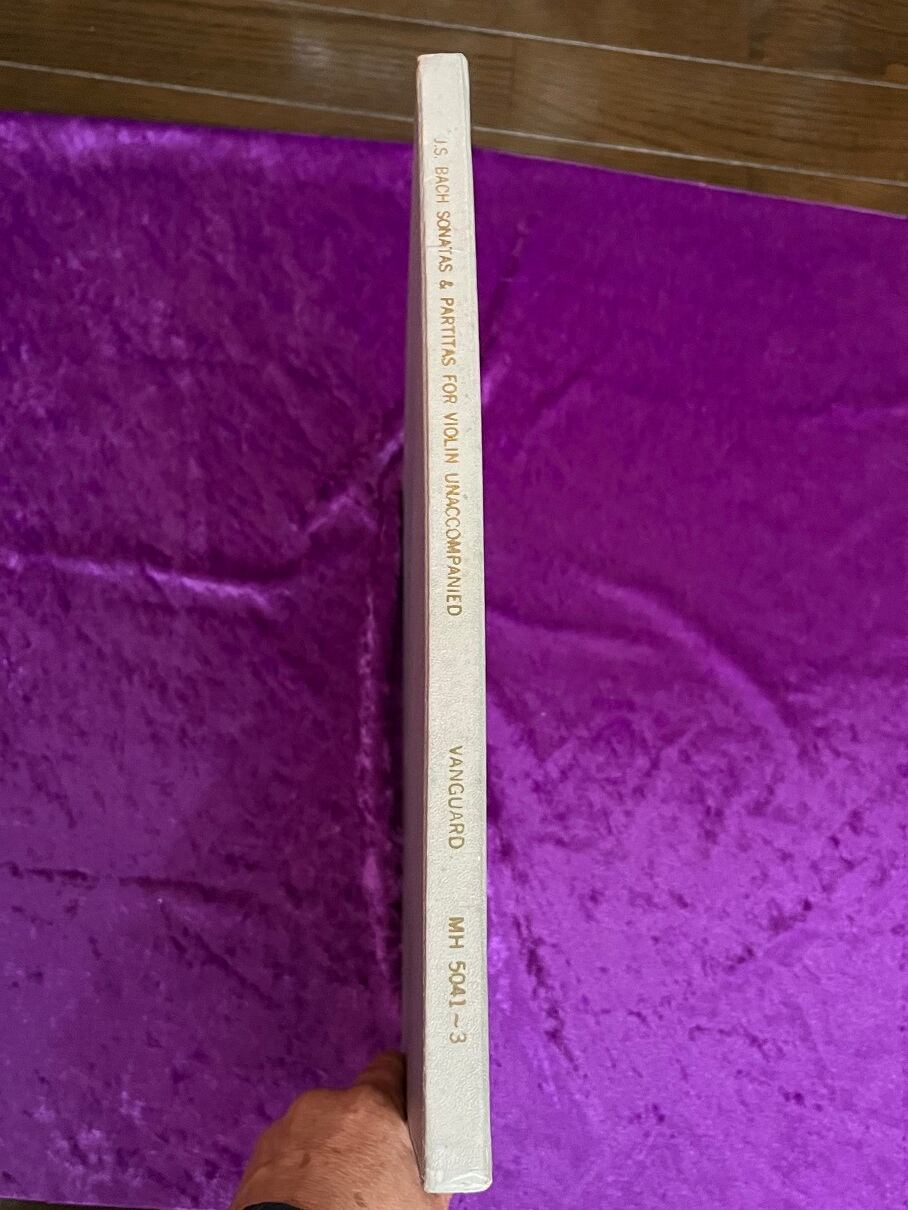 J.S. BACH SONATAS & PARTITAS FOR VIOLIN UNACCOMPANIED
VANGUARD
MH 5041~3